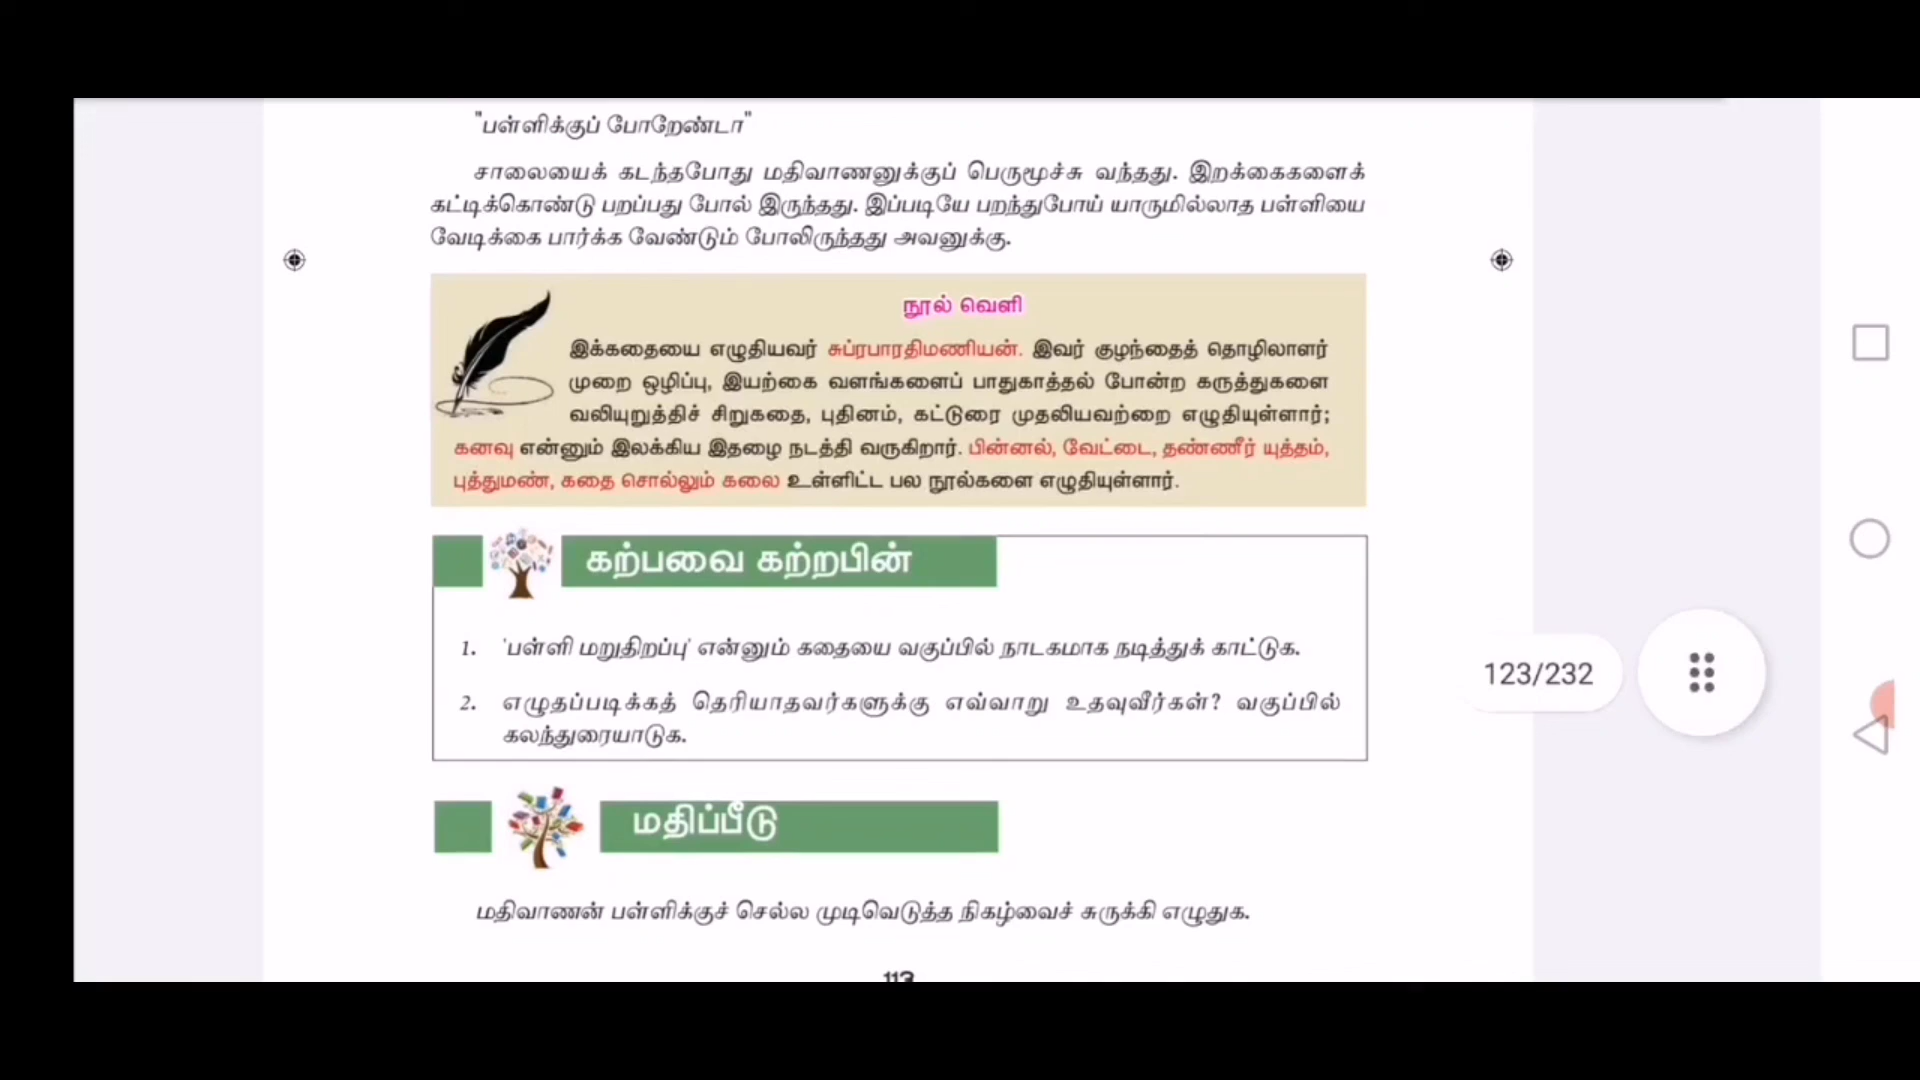 "பள்ளிக்குப் போறேண்டா"
சாலையைக் கடந்தபோது மதிவாணனுக்குப் பெருமூச்சு வந்தது. இறக்கைகளைக்
கட்டிக்கொண்டு பறப்பது போல் இருந்தது. இப்படியே பறந்துபோய் யாருமில்லாத பள்ளியை
வேடிக்கை பார்க்க வேண்டும் போலிருந்தது அவனுக்கு.
நூல் வெளி
இக்கதையை எழுதியவர் சுப்ரபாரதிமணியன். இவர் குழந்தைத் தொழிலாளர்
முறை ஒழிப்பு, இயற்கை வளங்களைப் பாதுகாத்தல் போன்ற கருத்துகளை
வலியுறுத்திச் சிறுகதை, புதினம், கட்டுரை முதலியவற்றை எழுதியுள்ளார்;
கனவு என்னும் இலக்கிய இதழை நடத்தி வருகிறார். பின்னல், வேட்டை, தண்ணீர் யுத்தம்,
புத்துமண், கதை சொல்லும் கலை உள்ளிட்ட பல நூல்களை எழுதியுள்ளார்.
கற்பவை கற்றபின்
1. 'பள்ளி மறுதிறப்பு' என்னும் கதையை வகுப்பில் நாடகமாக நடித்துக் காட்டுக.
2. எழுதப்படிக்கத் தெரியாதவர்களுக்கு எவ்வாறு உதவுவீர்கள்? வகுப்பில்
கலந்துரையாடுக.
123/232
மதிப்பீடு
மதிவாணன் பள்ளிக்குச் செல்ல முடிவெடுத்த நிகழ்வைச் சுருக்கி எழுதுக.
113